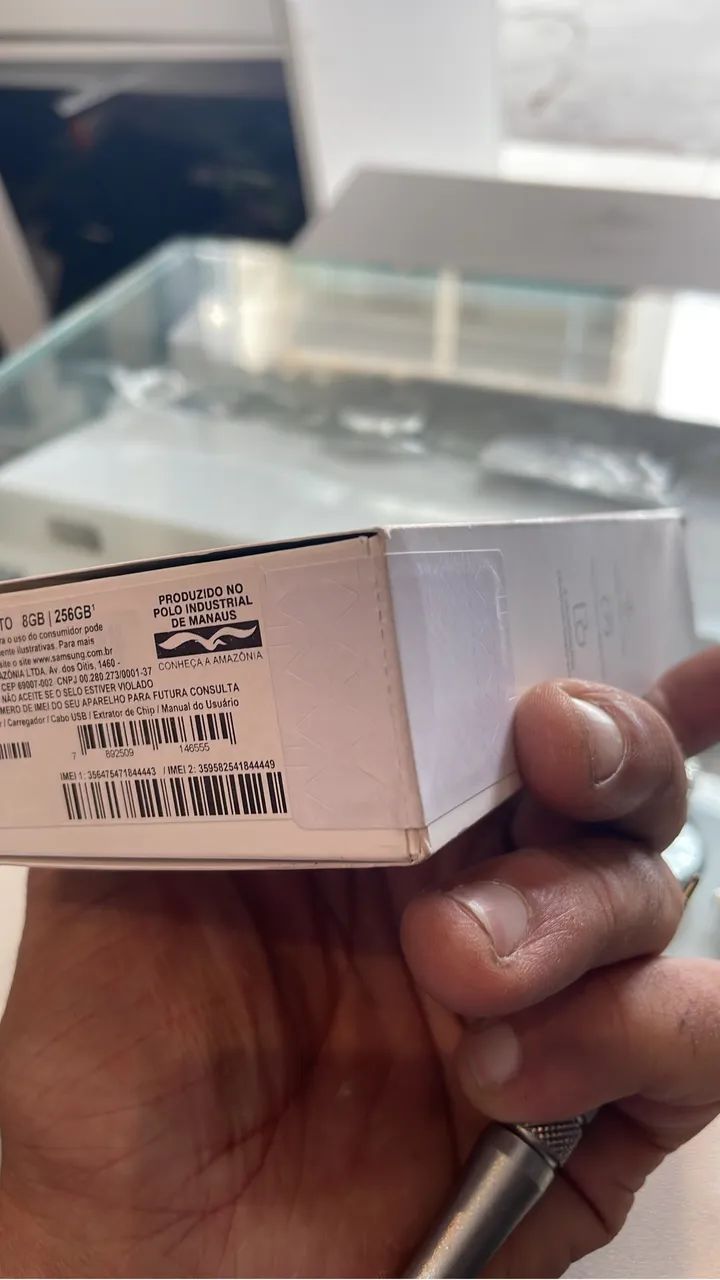 TO 8GB | 256GB¹
ra o uso do consumidor pode
ente ilustrativas. Para mais
site o site www.samsung.com.br
AZÔNIA LTDA, Av. dos Oitis, 1460 -
CEP 69007-002 CNPJ 00.280.273/0001-37
NÃO ACEITE SE O SELO ESTIVER VIOLADO
MERO DE IMEI DO SEU APARELHO PARA FUTURA CONSULTA
r / Carregador / Cabo USB / Extrator de Chip / Manual do Usuário
PRODUZIDO NO
POLO INDUSTRIAL
DE MANAUS
CONHEÇA A AMAZÔNIA
7 892509 146555
IMEI 1: 356475471844443 / IMEI 2: 359582541844449